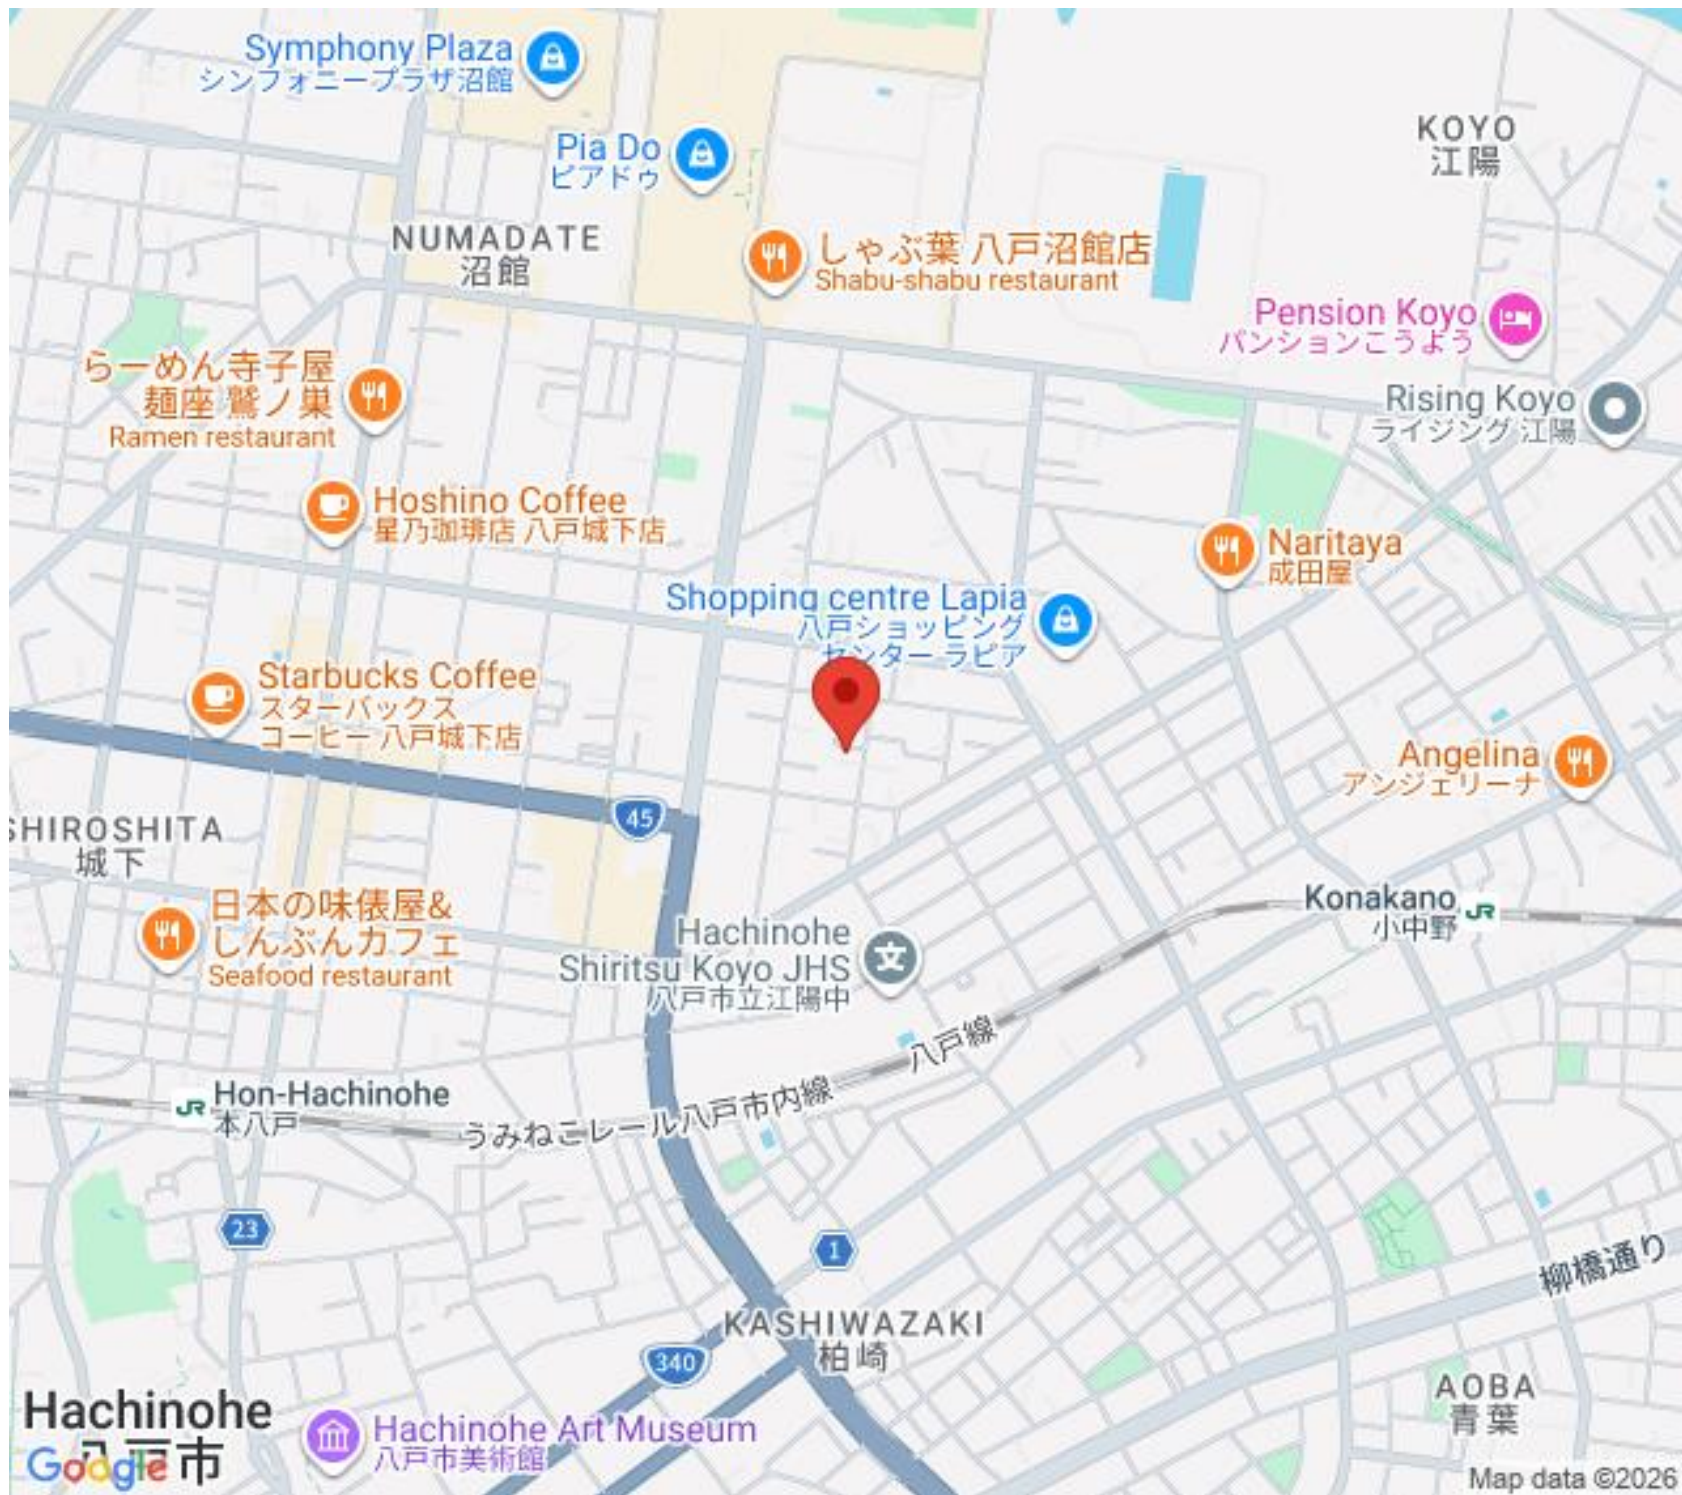 Symphony Plaza
シンフォニープラザ沼館
Pia Do
ピアドゥ
KOYO
江陽
NUMADATE
沼館
しゃぶ葉 八戸沼館店
Shabu-shabu restaurant
Pension Koyo
パンションこうよう
らーめん寺子屋
麺座 鷲ノ巣
Ramen restaurant
Rising Koyo
ライジング 江陽
Hoshino Coffee
星乃珈琲店 八戸城下店
Naritaya
成田屋
Shopping centre Lapia
八戸ショッピング
センター ラピア
Starbucks Coffee
スターバックス
コーヒー 八戸城下店
Angelina
アンジェリーナ
45
SHIROSHITA
城下
日本の味俵屋&
しんぶんカフェ
Seafood restaurant
Hachinohe
Shiritsu Koyo JHS
八戸市立江陽中
文
Konakano
小中野
JR
八戸線
うみねこレール八戸市内線
JR
Hon-Hachinohe
本八戸
23
1
柳橋通り
KASHIWAZAKI
柏崎
340
AOBA
青葉
Hachinohe
八戸市
Google
Hachinohe Art Museum
八戸市美術館
Map data ©2026